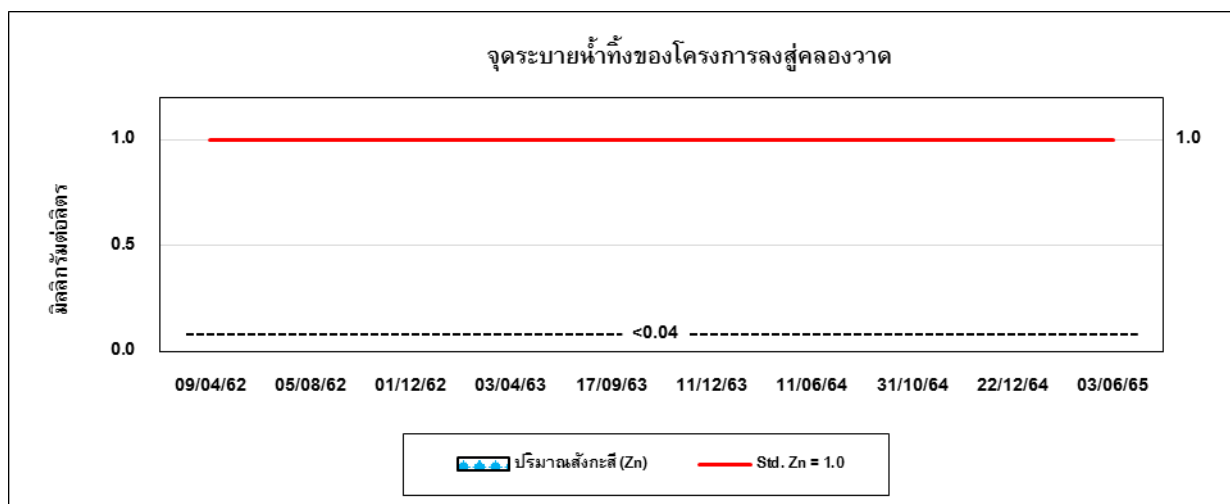 จุดระบายน้ำทิ้งของโครงการลงสู่คลองวาด
มิลลิกรัมต่อลิตร
1.0 1.0
0.5
<0.04
0.0
09/04/62 05/08/62 01/12/62 03/04/63 17/09/63 11/12/63 11/06/64 31/10/64 22/12/64 03/06/65
ปริมาณสังกะสี (Zn) Std. Zn = 1.0